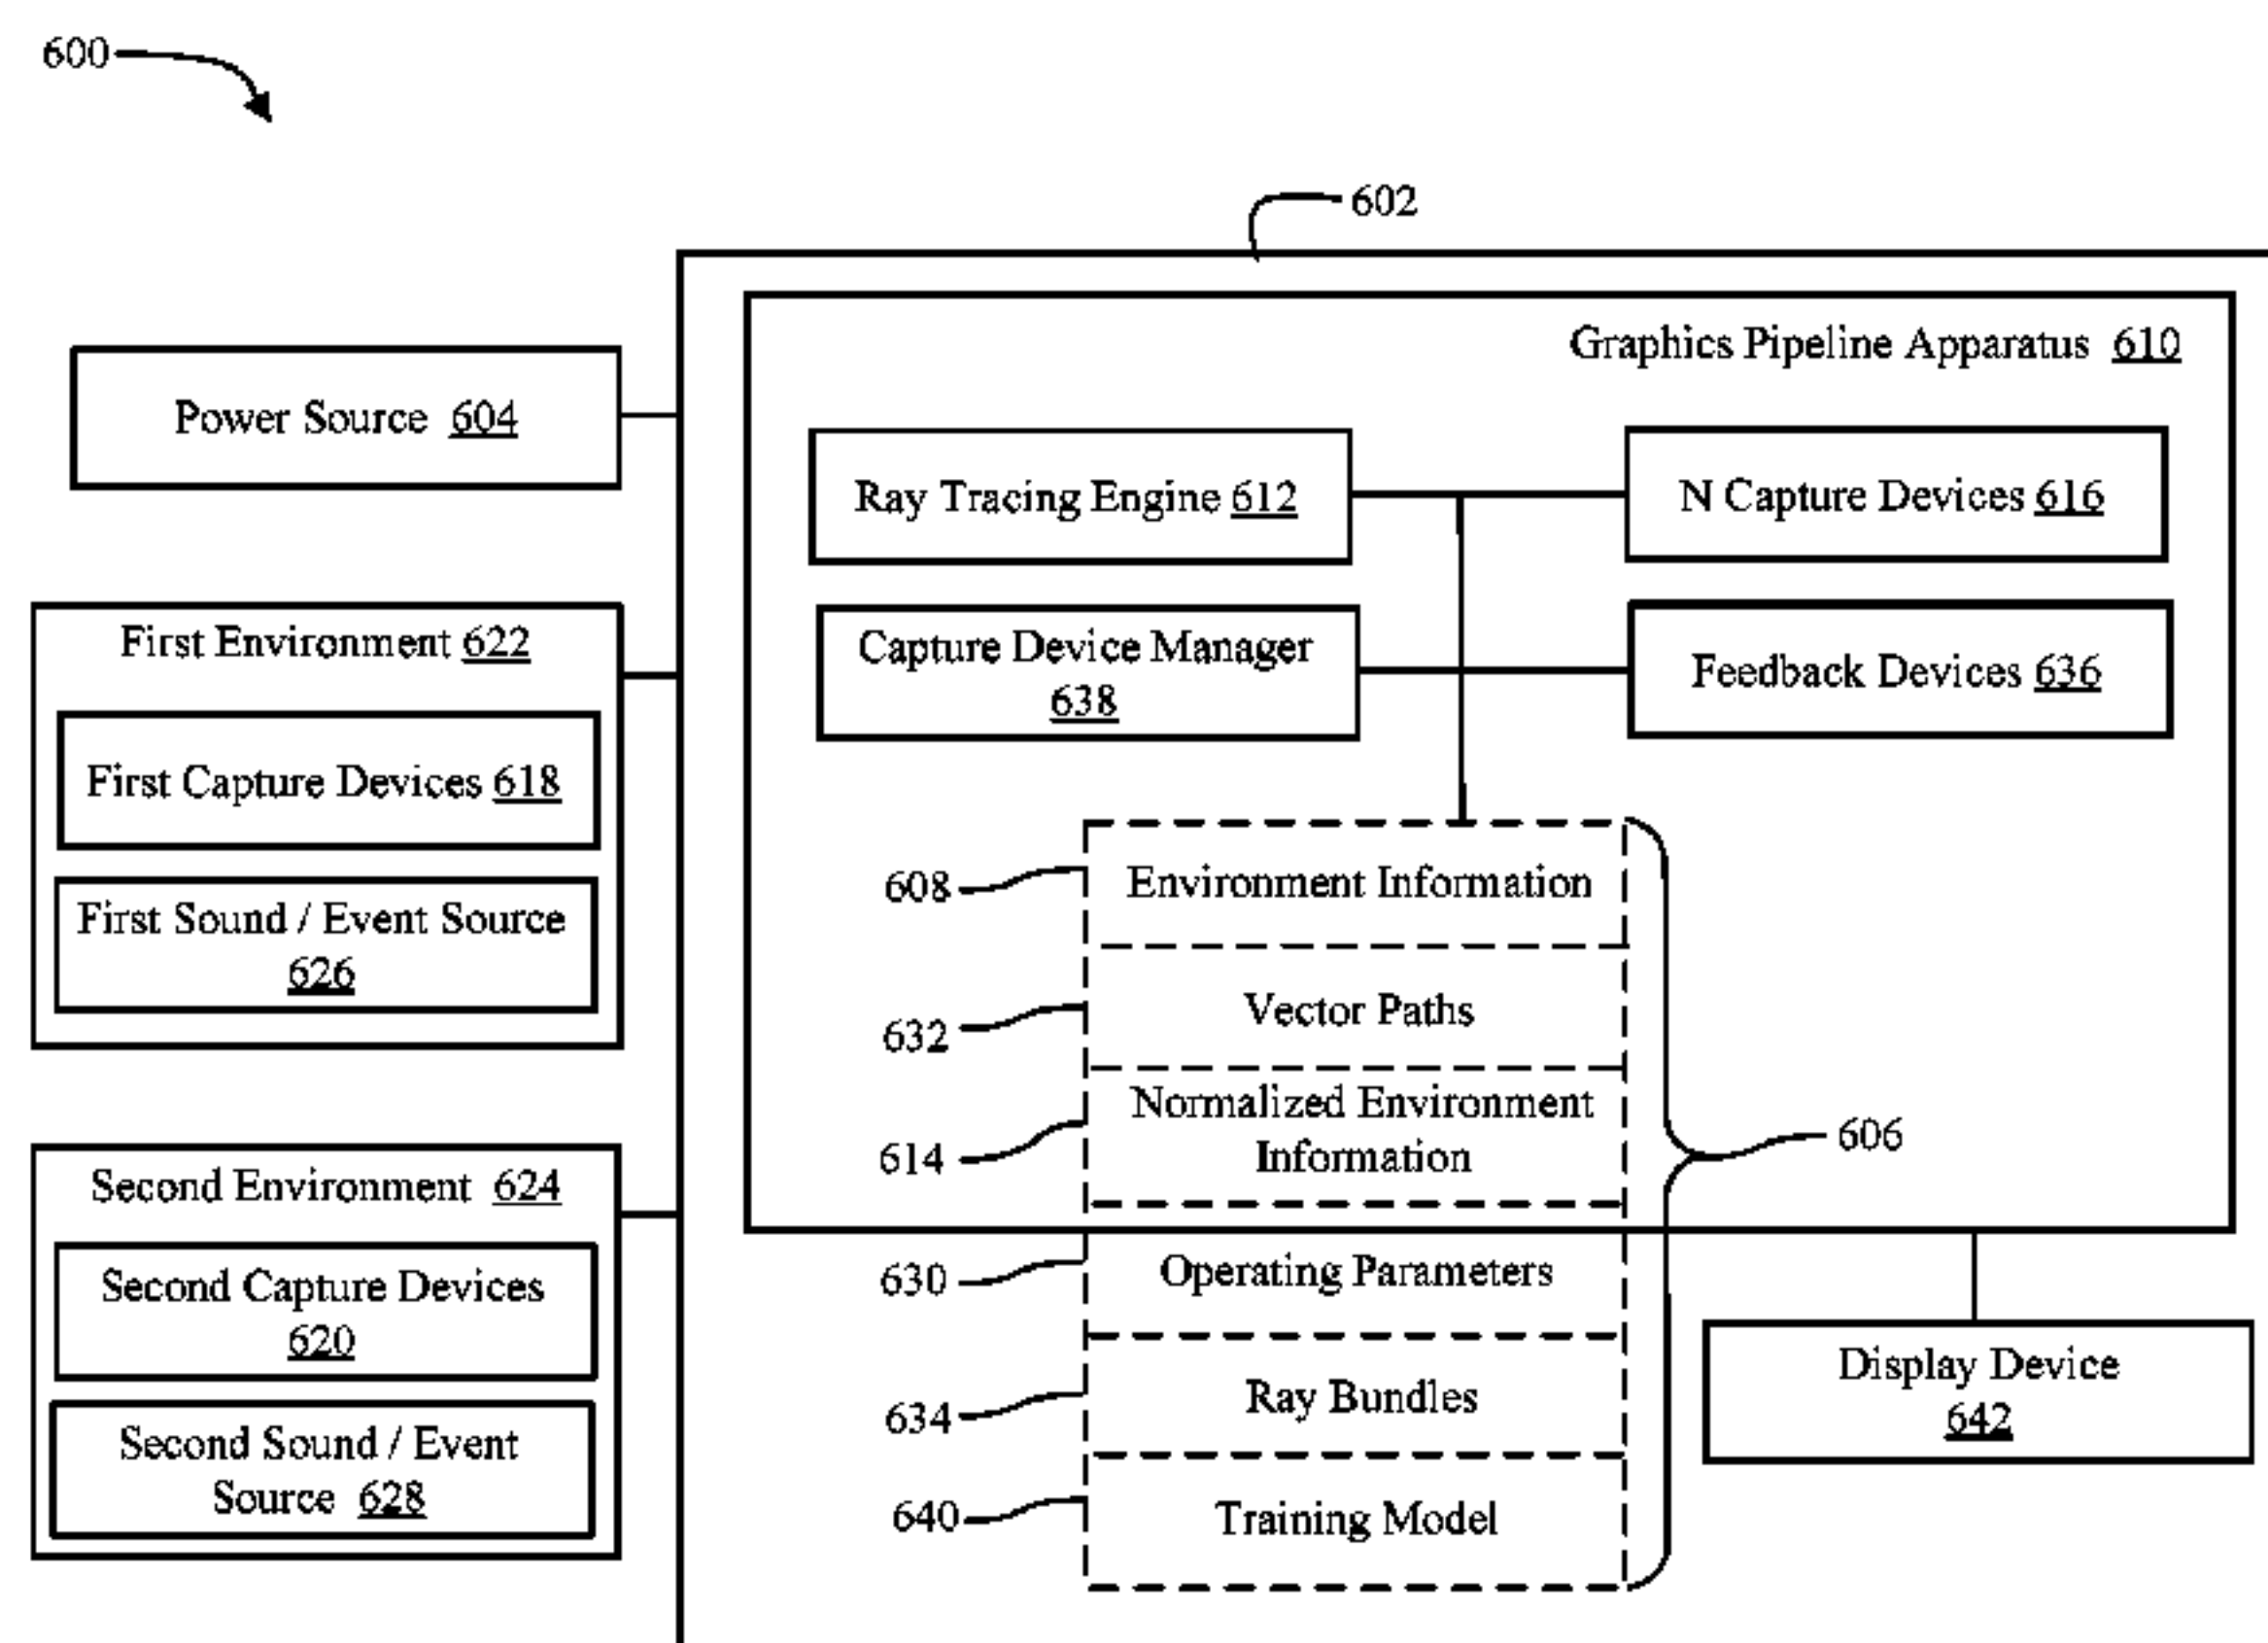 600
602
Graphics Pipeline Apparatus 610
Power Source 604
Ray Tracing Engine 612
N Capture Devices 616
First Environment 622
Capture Device Manager
638
Feedback Devices 636
First Capture Devices 618
First Sound / Event Source
626
608
Environment Information
632
Vector Paths
614
Normalized Environment
Information
606
Second Environment 624
Second Capture Devices
620
Second Sound / Event
Source 628
630
Operating Parameters
634
Ray Bundles
640
Training Model
Display Device
642